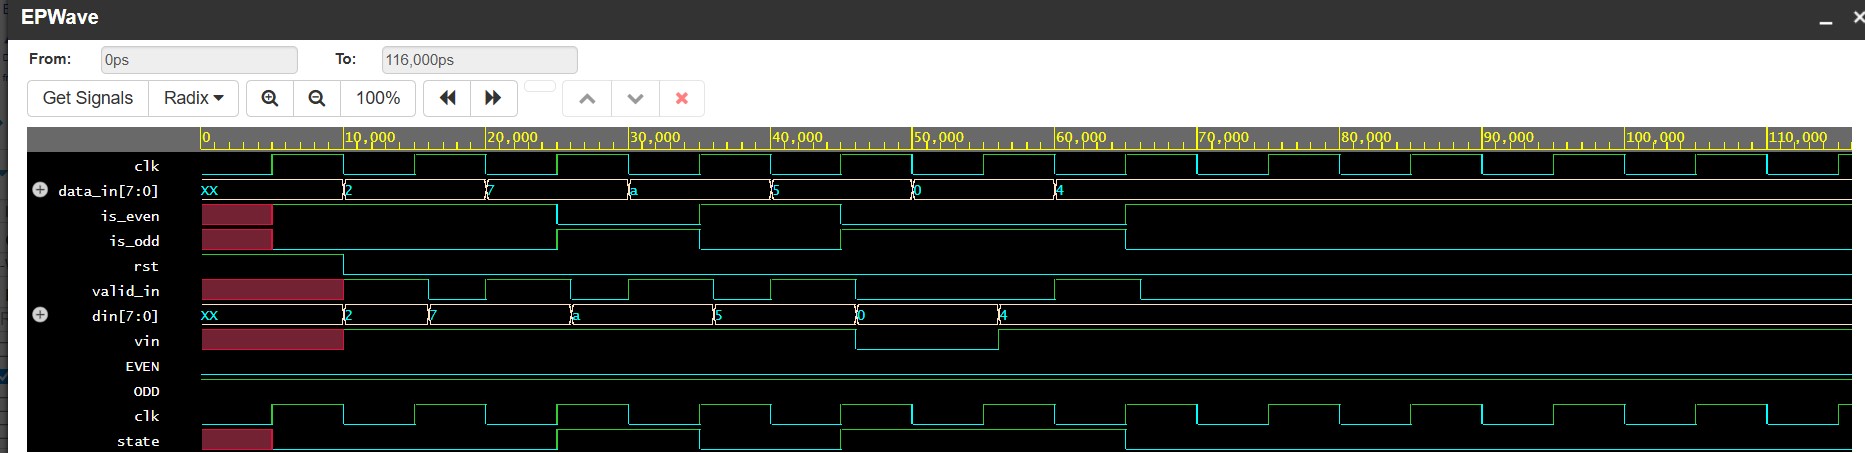 EPWave
From: 0ps To: 116,000ps
Get Signals Radix 100%
0 10,000 20,000 30,000 40,000 50,000 60,000 70,000 80,000 90,000 100,000 110,000
clk
data_in[7:0] XX 2 7 a 5 0 4
is_even
is_odd
rst
valid_in
din[7:0] XX 2 7 a 5 0 4
vin
EVEN
ODD
clk
state